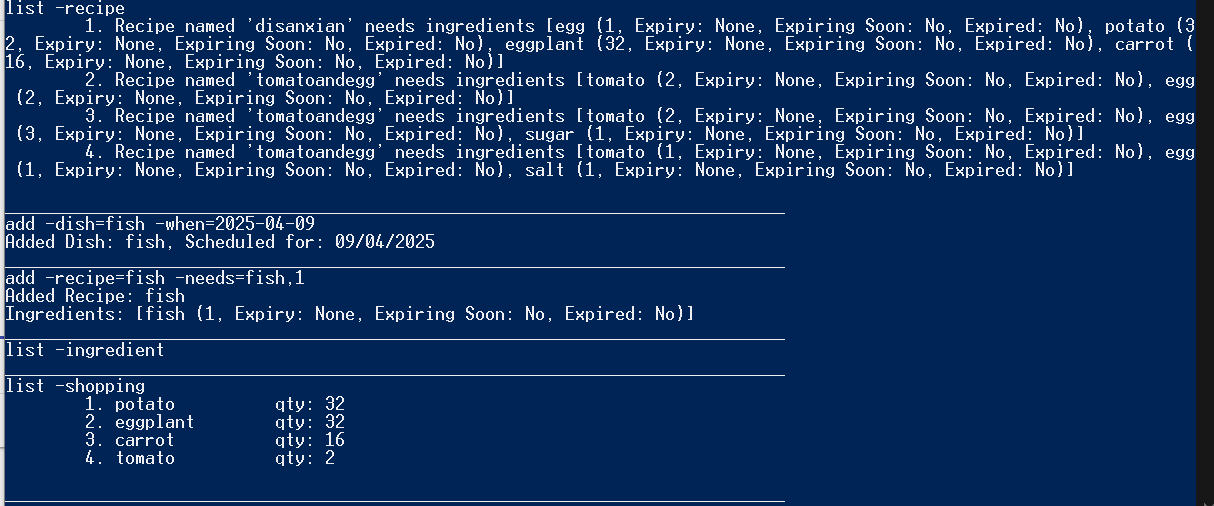 list -recipe
1. Recipe named 'disanxian' needs ingredients [egg (1, Expiry: None, Expiring Soon: No, Expired: No), potato (3
2, Expiry: None, Expiring Soon: No, Expired: No), eggplant (32, Expiry: None, Expiring Soon: No, Expired: No), carrot (
16, Expiry: None, Expiring Soon: No, Expired: No)]
2. Recipe named 'tomatoandegg' needs ingredients [tomato (2, Expiry: None, Expiring Soon: No, Expired: No), egg
(2, Expiry: None, Expiring Soon: No, Expired: No)]
3. Recipe named 'tomatoandegg' needs ingredients [tomato (2, Expiry: None, Expiring Soon: No, Expired: No), egg
(3, Expiry: None, Expiring Soon: No, Expired: No), sugar (1, Expiry: None, Expiring Soon: No, Expired: No)]
4. Recipe named 'tomatoandegg' needs ingredients [tomato (1, Expiry: None, Expiring Soon: No, Expired: No), egg
(1, Expiry: None, Expiring Soon: No, Expired: No), salt (1, Expiry: None, Expiring Soon: No, Expired: No)]
add -dish=fish -when=2025-04-09
Added Dish: fish, Scheduled for: 09/04/2025
add -recipe=fish -needs=fish,1
Added Recipe: fish
Ingredients: [fish (1, Expiry: None, Expiring Soon: No, Expired: No)]
list -ingredient
list -shopping
1. potato qty: 32
2. eggplant qty: 32
3. carrot qty: 16
4. tomato qty: 2